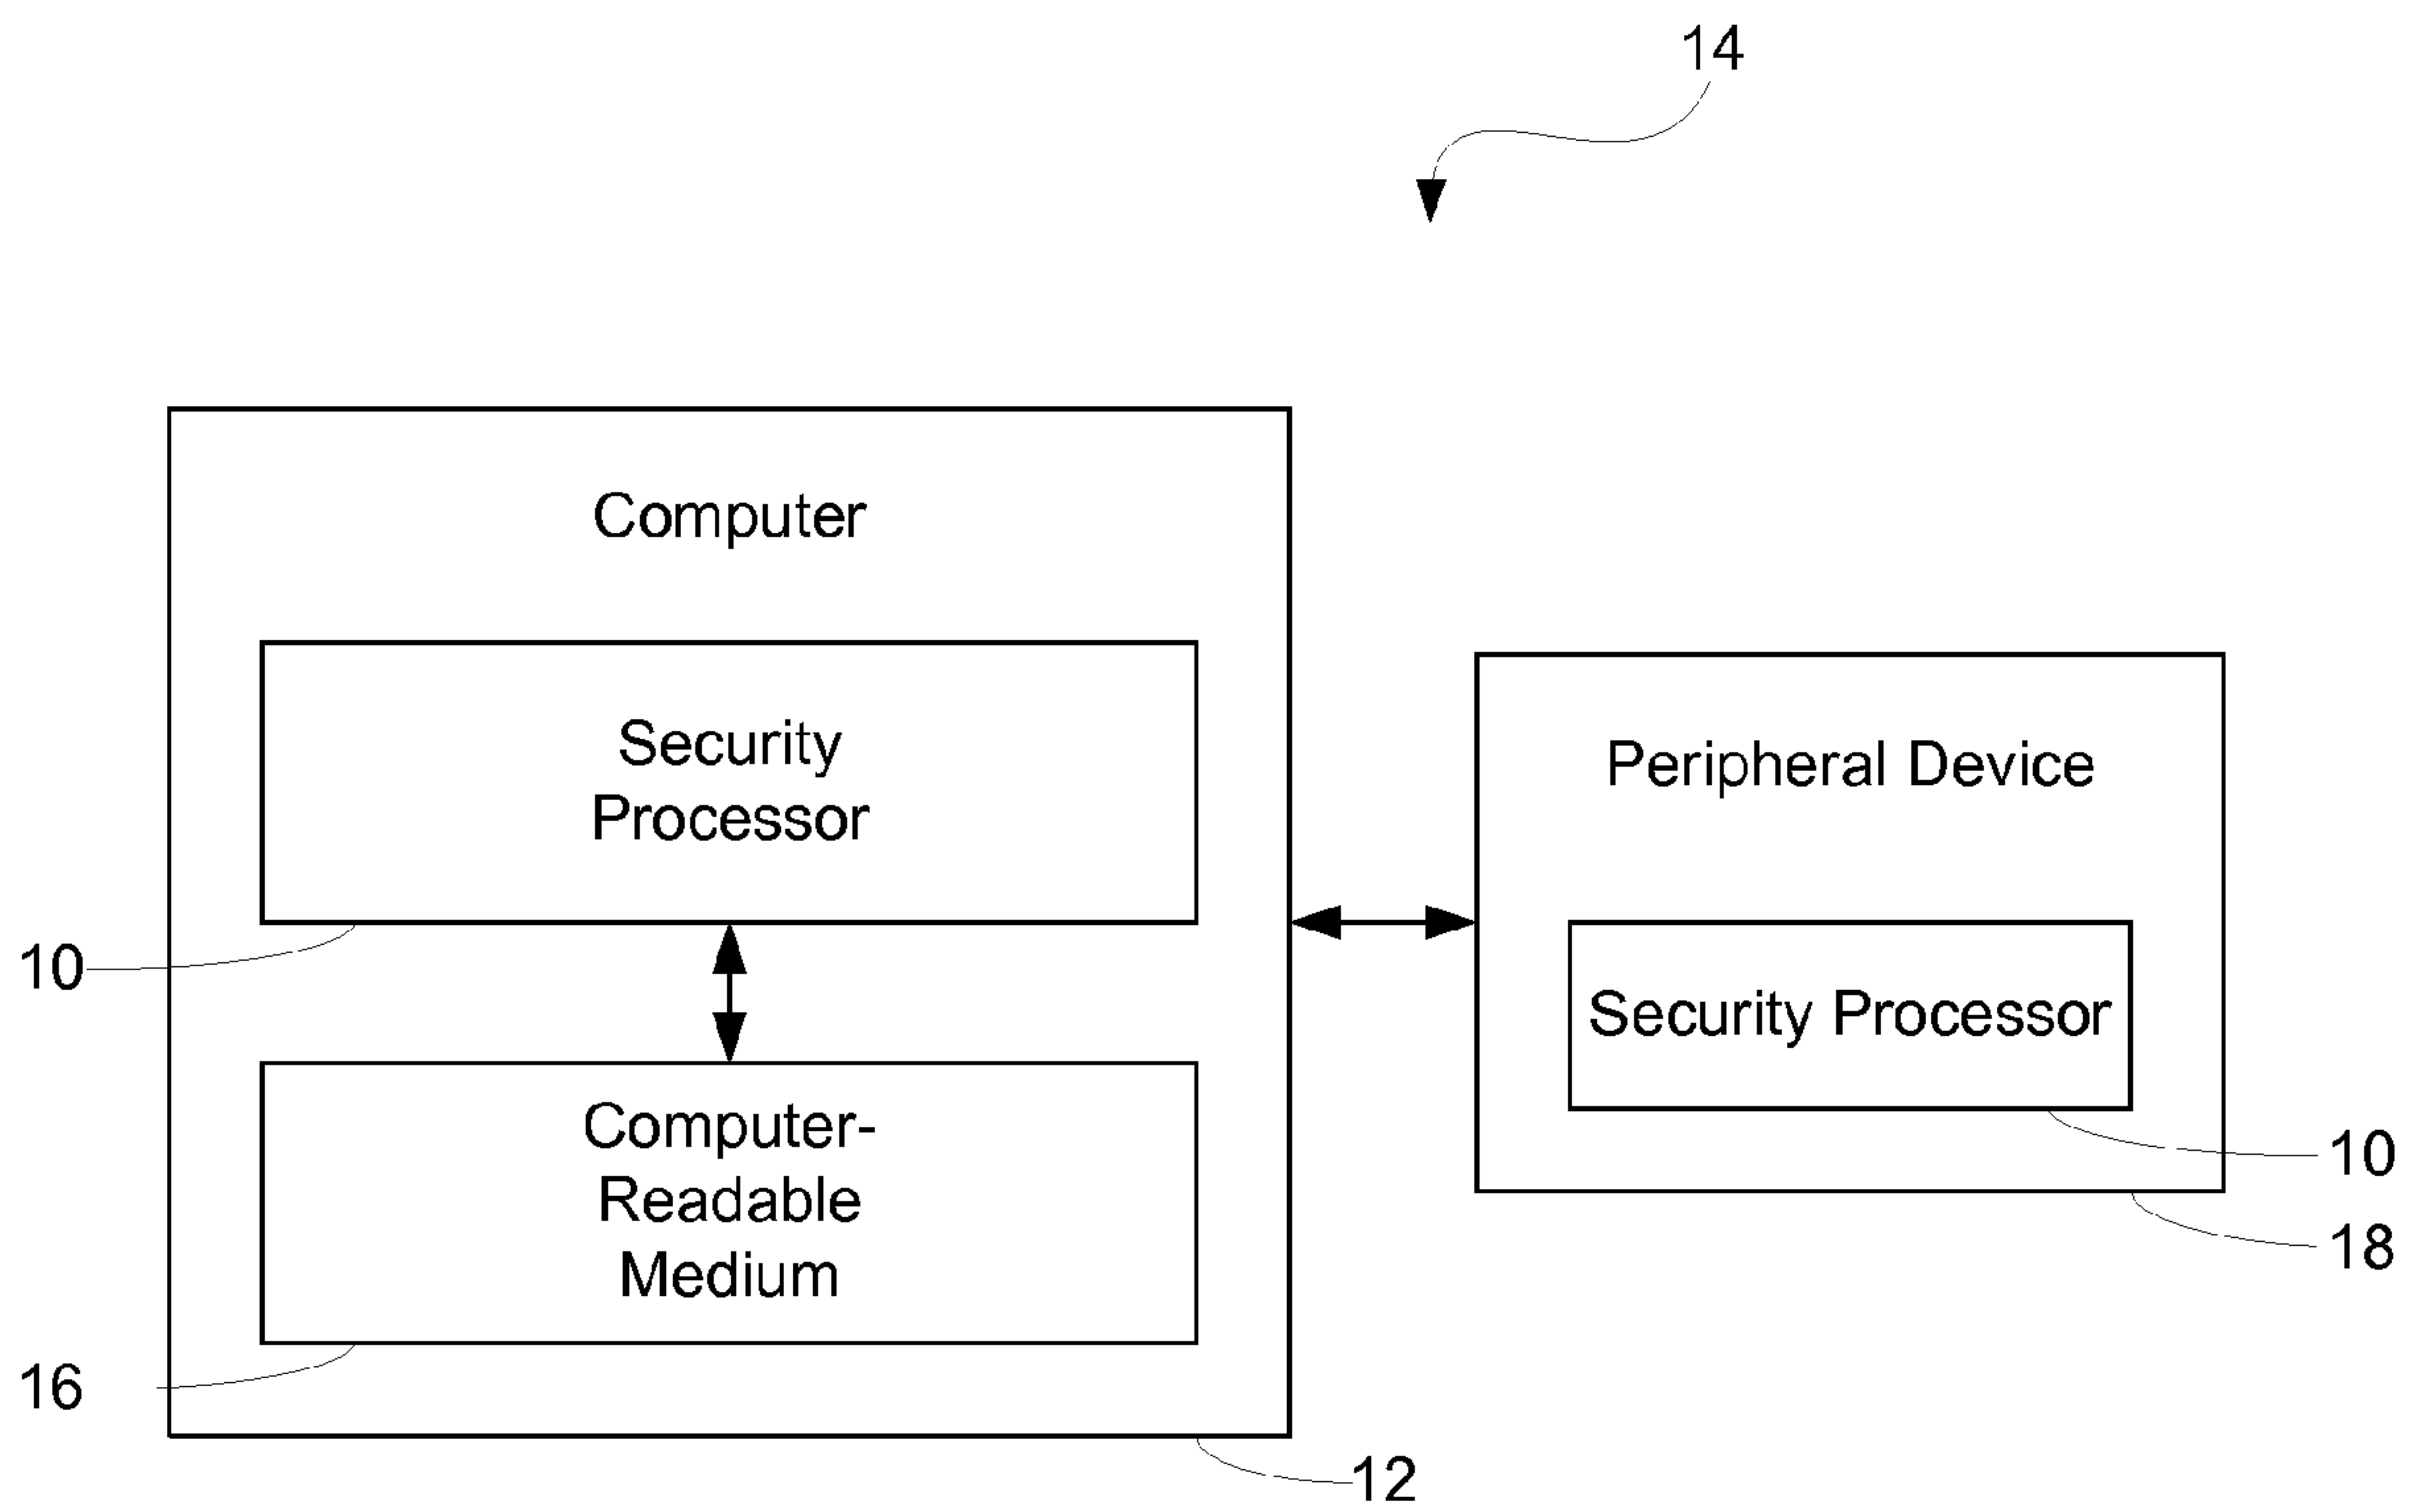 14
Computer
Security
Processor
10
Computer-
Readable
Medium
16
12
Peripheral Device
Security Processor
10
18